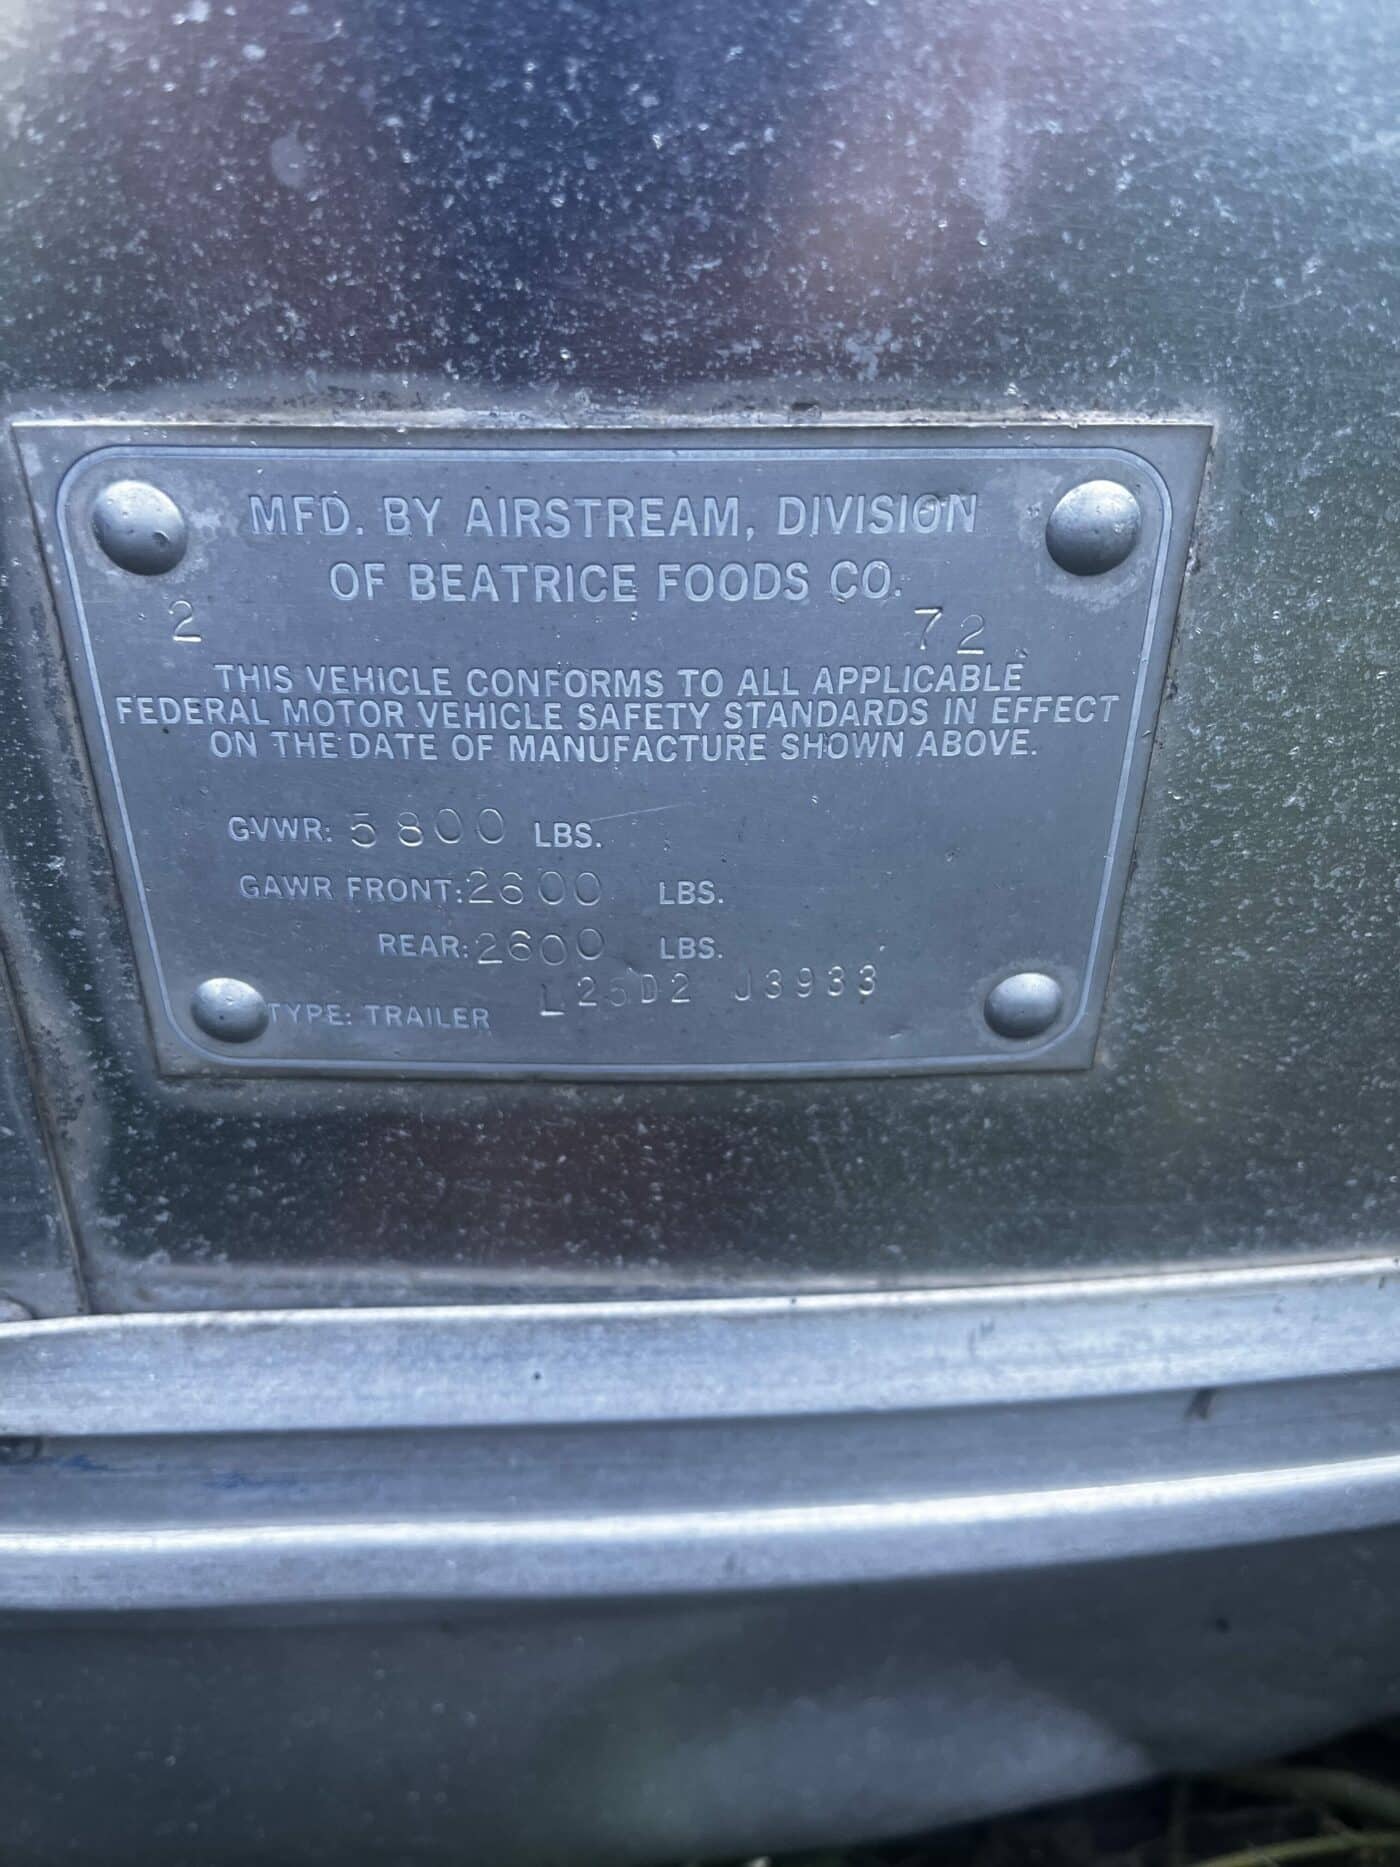 MFD. BY AIRSTREAM, DIVISION
OF BEATRICE FOODS CO.
2 72
THIS VEHICLE CONFORMS TO ALL APPLICABLE
FEDERAL MOTOR VEHICLE SAFETY STANDARDS IN EFFECT
ON THE DATE OF MANUFACTURE SHOWN ABOVE.
GVWR: 5800 LBS.
GAWR FRONT: 2600 LBS.
REAR: 2600 LBS.
TYPE: TRAILER J3933